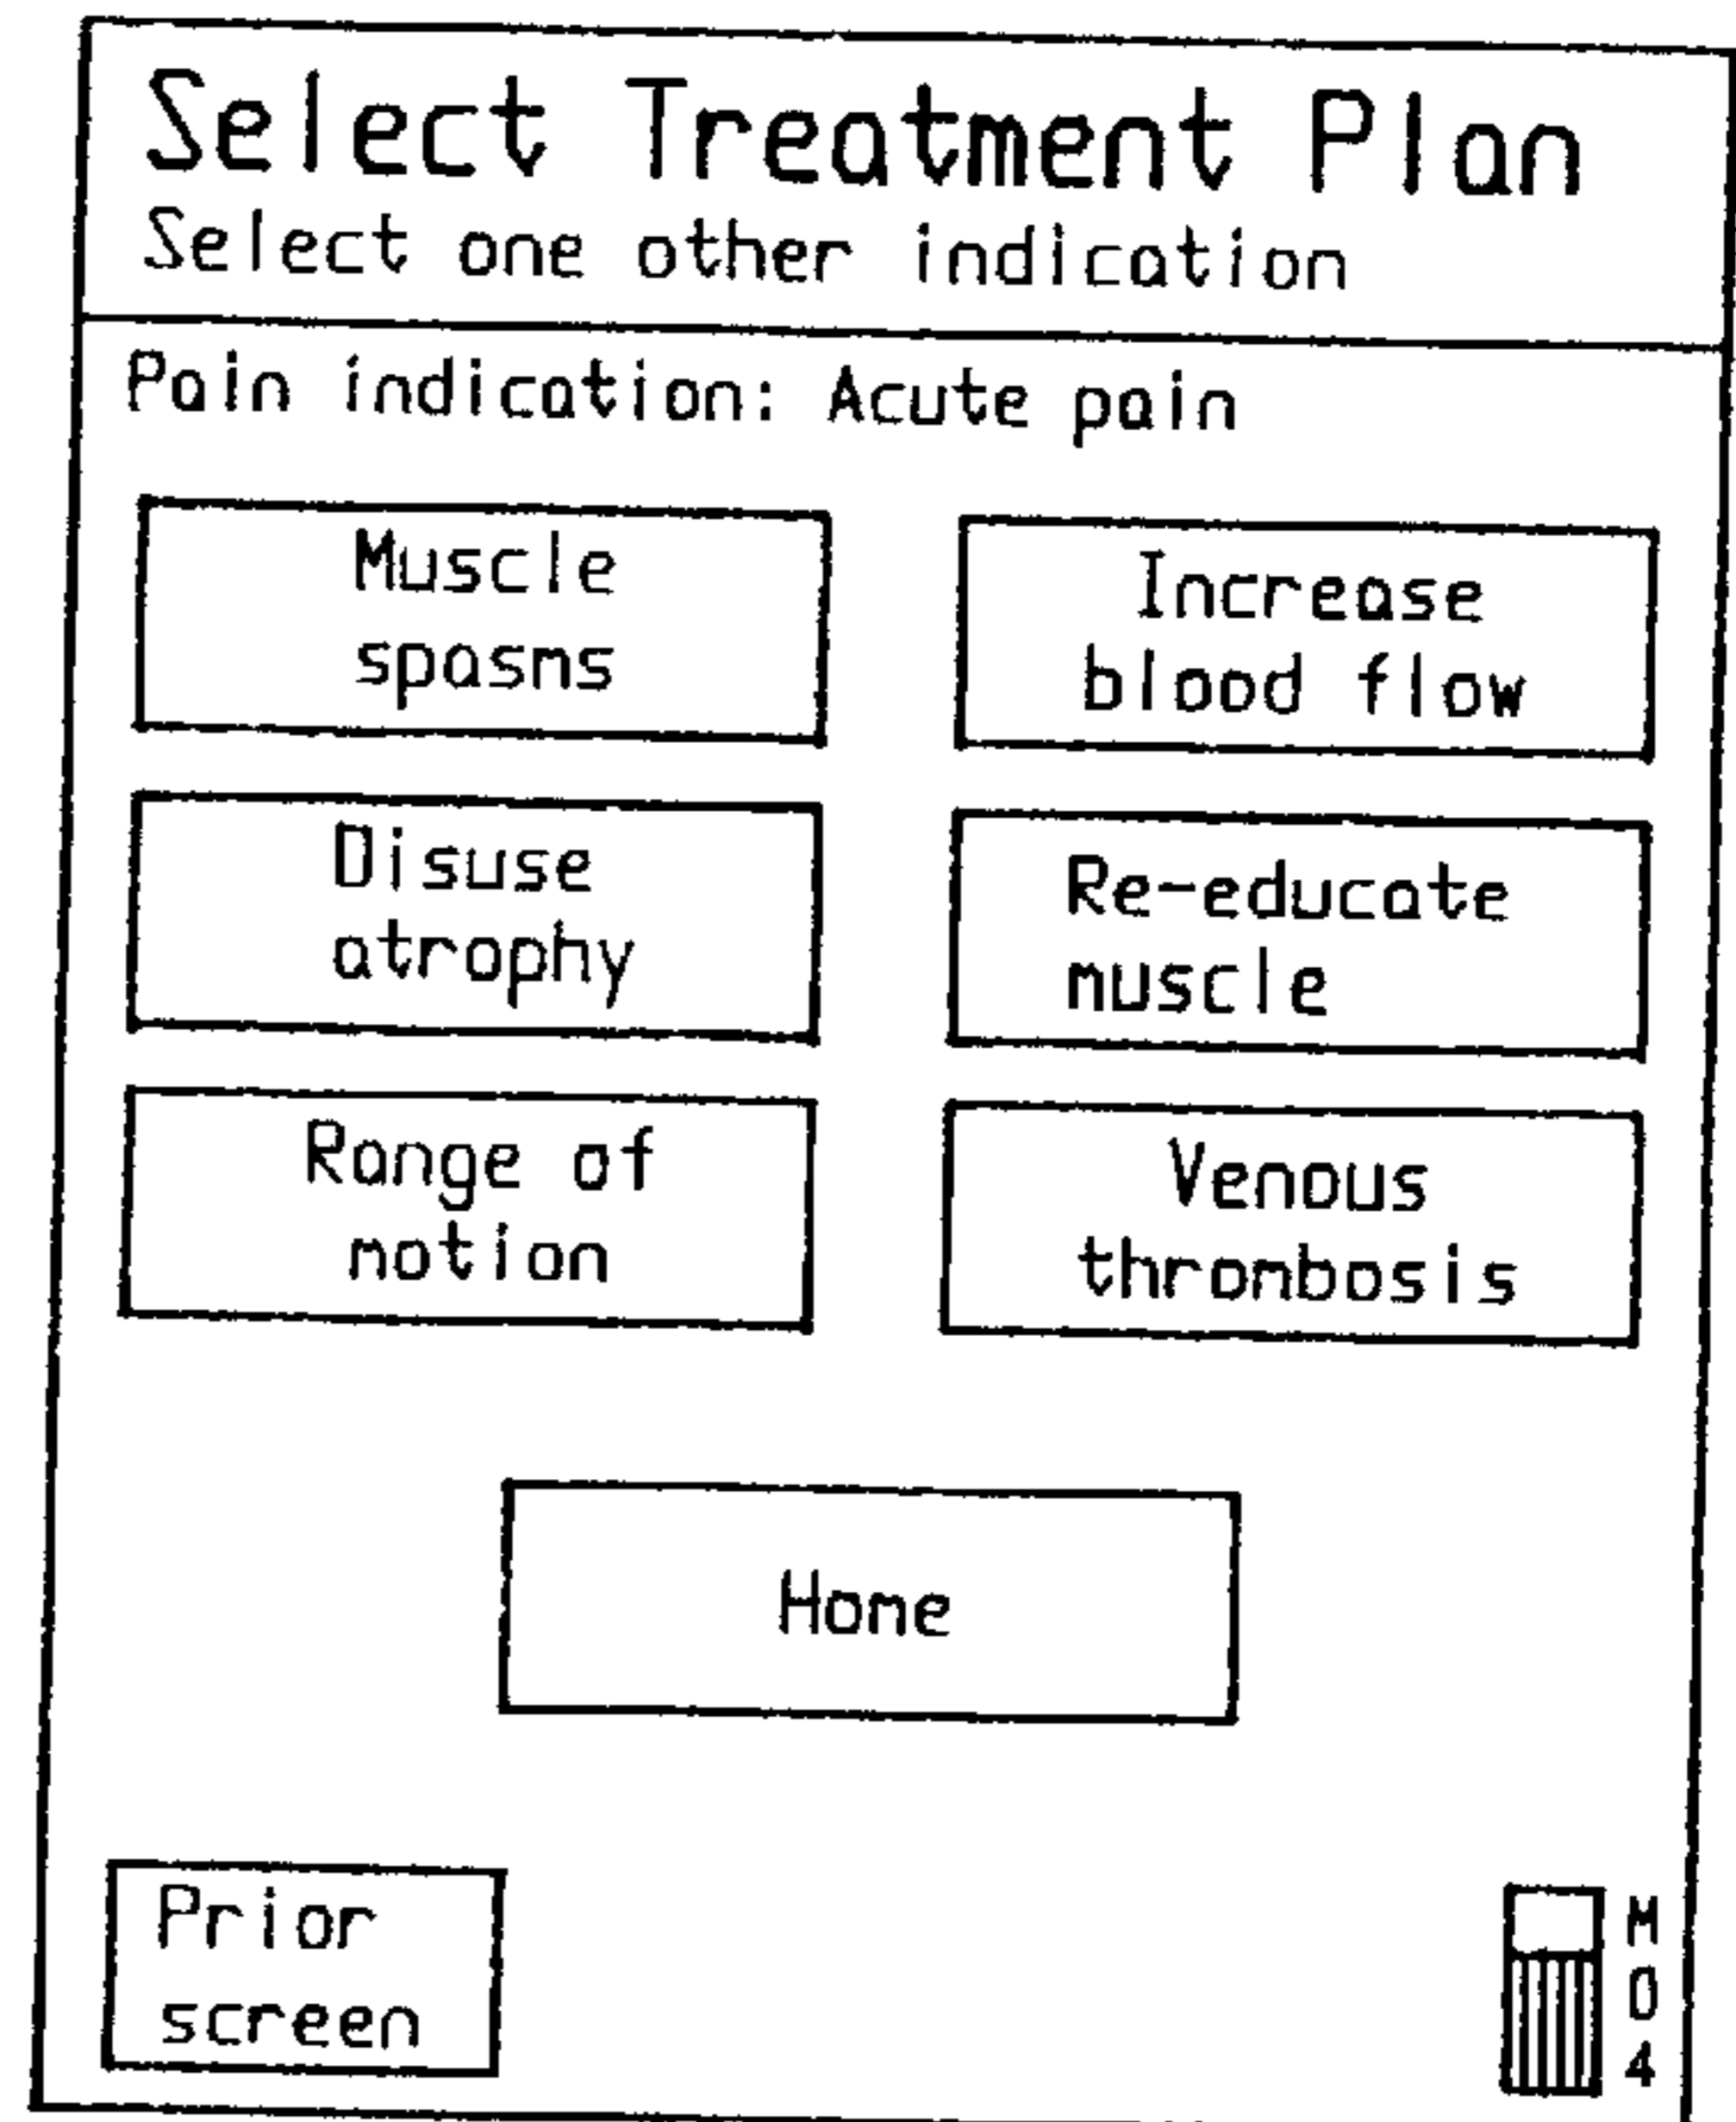 Select Treatment Plan
Select one other indication
Pain indication: Acute pain
Muscle
spasms
Increase
blood flow
Disuse
atrophy
Re-educate
muscle
Range of
motion
Venous
thrombosis
Home
Prior
screen
M
0
4